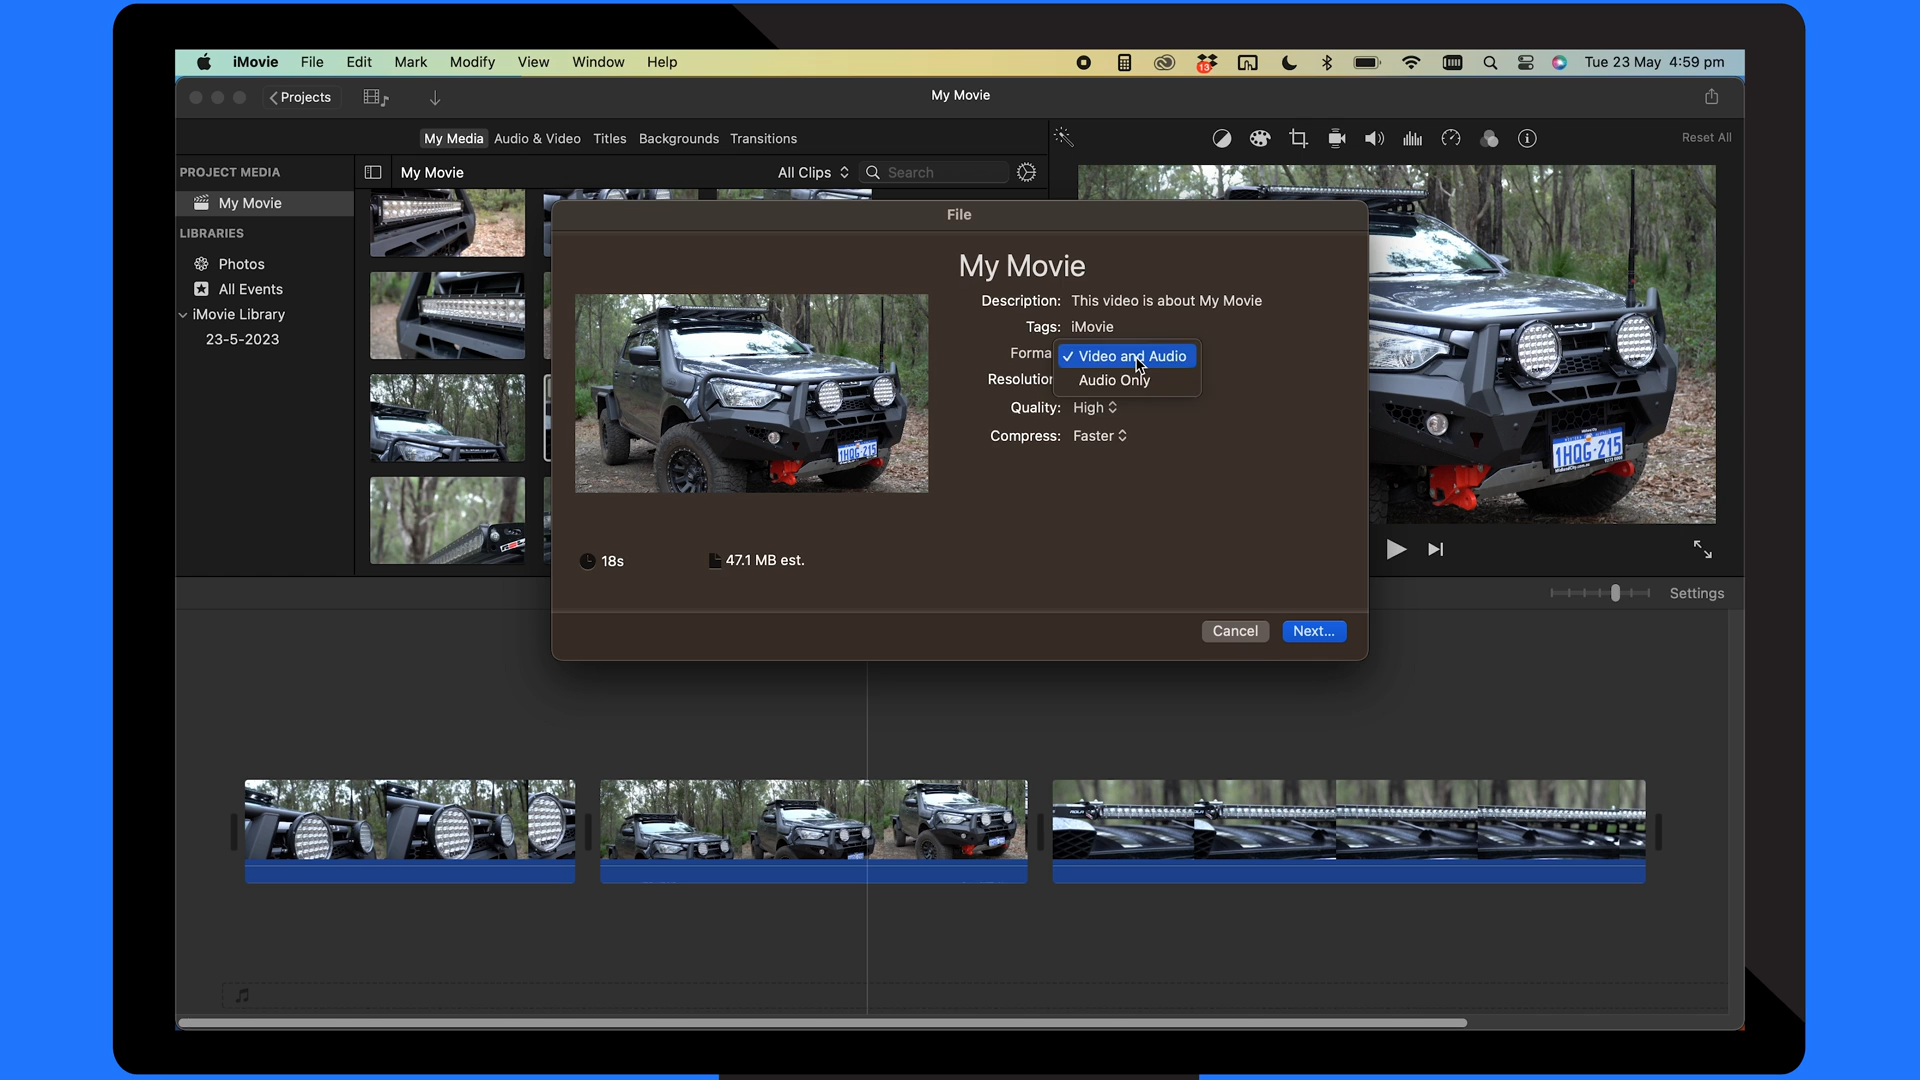 iMovie File Edit Mark Modify View Window Help
13
Tue 23 May 4:59 pm
Projects
My Movie
My Media Audio & Video Titles Backgrounds Transitions
Reset All
PROJECT MEDIA
My Movie
All Clips
Search
My Movie
LIBRARIES
Photos
All Events
iMovie Library
23-5-2023
File
My Movie
Description: This video is about My Movie
Tags: iMovie
Forma
Video and Audio
Audio Only
Resolution
Quality: High
Compress: Faster
1HQG·215
1HQG·215
18s
47.1 MB est.
Cancel
Next...
Settings